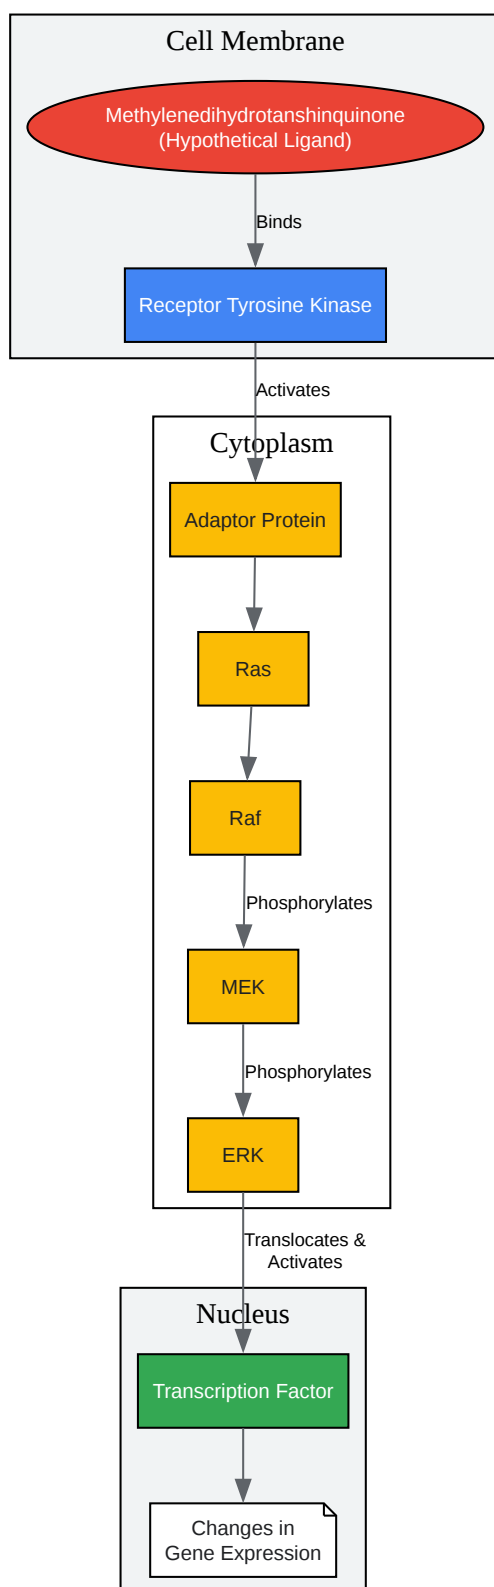 Cell Membrane
Methylenedihydrotanshinquinone
(Hypothetical Ligand)
Binds
Receptor Tyrosine Kinase
Activates
Cytoplasm
Adaptor Protein
Ras
Raf
Phosphorylates
MEK
Phosphorylates
ERK
Translocates &
Activates
Nucleus
Transcription Factor
Changes in
Gene Expression